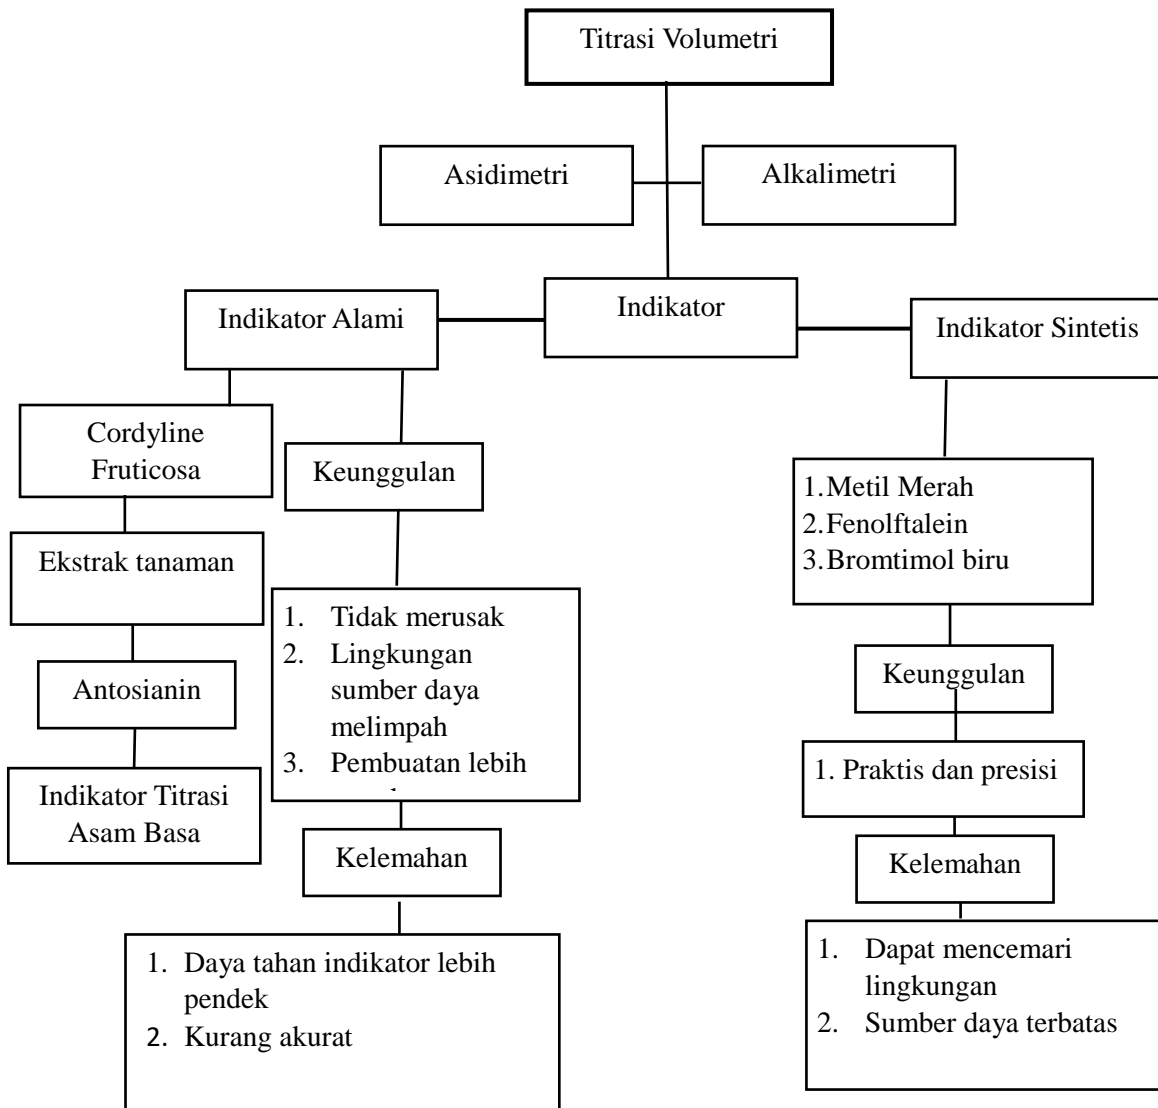 Titrasi Volumetri
Asidimetri
Alkalimetri
Indikator Alami
Indikator
Indikator Sintetis
Cordyline
Fruticosa
Keunggulan
Ekstrak tanaman
Antosianin
Indikator Titrasi
Asam Basa
1. Tidak merusak
2. Lingkungan
sumber daya
melimpah
3. Pembuatan lebih
Kelemahan
1. Daya tahan indikator lebih
pendek
2. Kurang akurat
1. Metil Merah
2. Fenolftalein
3. Bromtimol biru
Keunggulan
1. Praktis dan presisi
Kelemahan
1. Dapat mencemari
lingkungan
2. Sumber daya terbatas